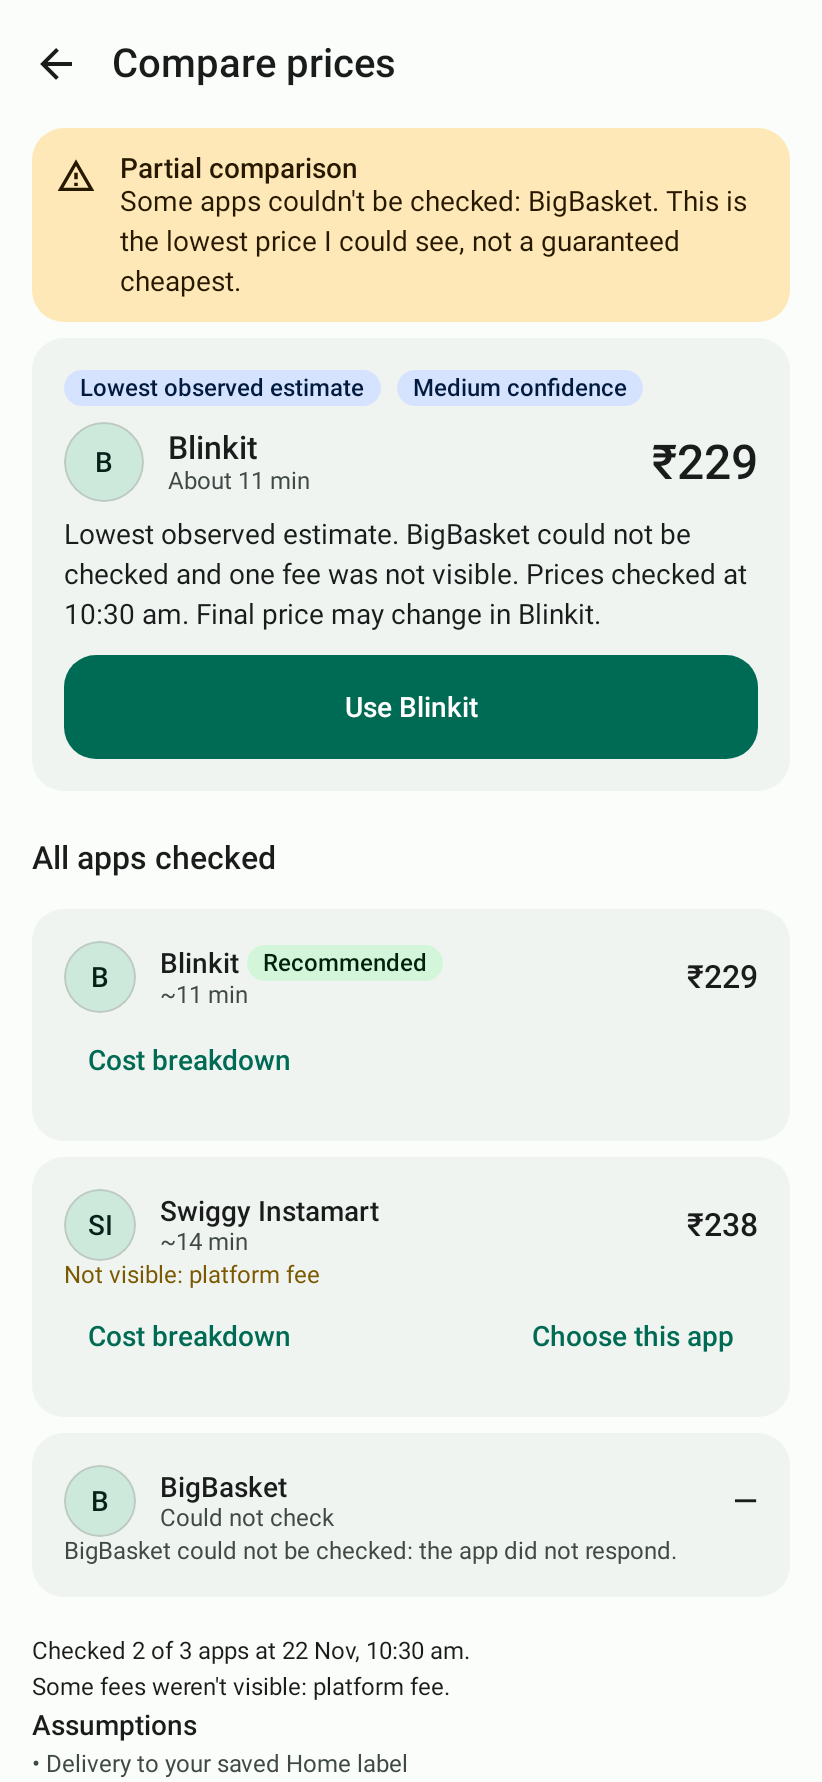 Compare prices
Partial comparison
Some apps couldn't be checked: BigBasket. This is
the lowest price I could see, not a guaranteed
cheapest.
Lowest observed estimate
Medium confidence
B
Blinkit
About 11 min
₹229
Lowest observed estimate. BigBasket could not be
checked and one fee was not visible. Prices checked at
10:30 am. Final price may change in Blinkit.
Use Blinkit
All apps checked
B
Blinkit
Recommended
~11 min
₹229
Cost breakdown
SI
Swiggy Instamart
~14 min
₹238
Not visible: platform fee
Cost breakdown
Choose this app
B
BigBasket
Could not check
–
BigBasket could not be checked: the app did not respond.
Checked 2 of 3 apps at 22 Nov, 10:30 am.
Some fees weren't visible: platform fee.
Assumptions
• Delivery to your saved Home label